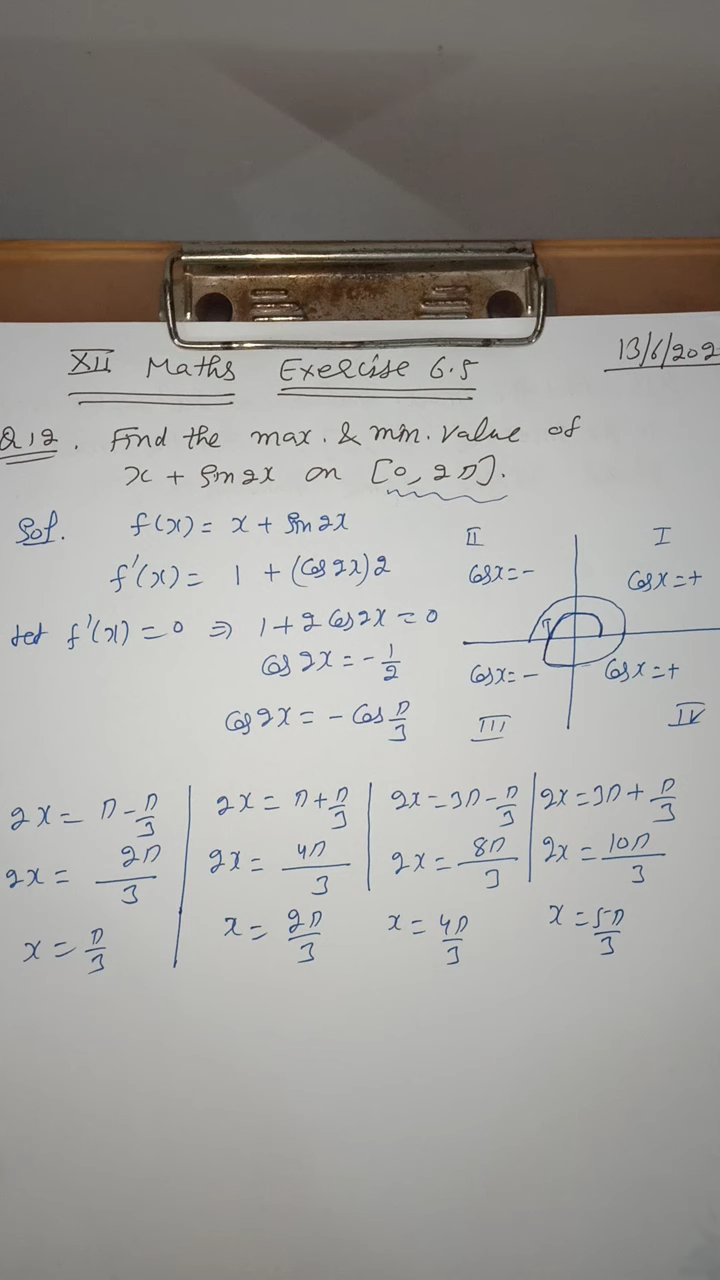 XII Maths Exercise 6.5 13/6/202
Q12. Find the max. & min. value of
x + Sin2x on [0, 2π].
Sol. f(x) = x + Sin2x
f'(x) = 1 + (Cos2x)2
Let f'(x) = 0 ⇒ 1 + 2Cos2x = 0
Cos2x = -1/2
Cos2x = -Cos π/3
II I
Cosx = - Cosx = +
Cosx = - Cosx = +
III IV
2x = π - π/3 | 2x = π + π/3 | 2x = 3π - π/3 | 2x = 3π + π/3
2x = 2π/3 | 2x = 4π/3 | 2x = 8π/3 | 2x = 10π/3
x = π/3 | x = 2π/3 x = 4π/3 x = 5π/3